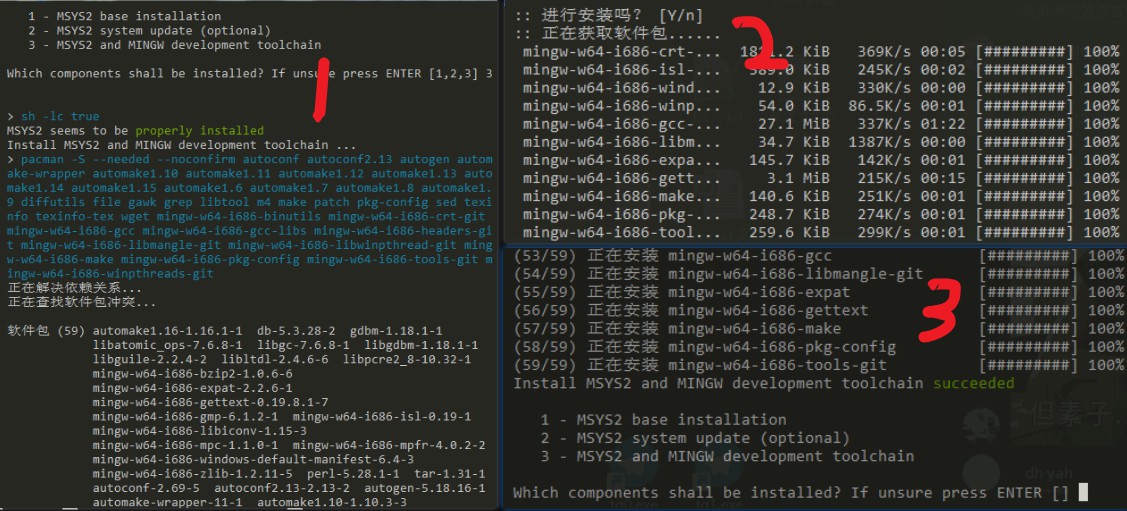 1 - MSYS2 base installation
2 - MSYS2 system update (optional)
3 - MSYS2 and MINGW development toolchain
Which components shall be installed? If unsure press ENTER [1,2,3] 3
1
> sh -lc true
MSYS2 seems to be properly installed
Install MSYS2 and MINGW development toolchain ...
> pacman -S --needed --noconfirm autoconf autoconf2.13 autogen autom
ake-wrapper automake1.10 automake1.11 automake1.12 automake1.13 auto
make1.14 automake1.15 automake1.6 automake1.7 automake1.8 automake1.
9 diffutils file gawk grep libtool m4 make patch pkg-config sed texi
nfo texinfo-tex wget mingw-w64-i686-binutils mingw-w64-i686-crt-git
mingw-w64-i686-gcc mingw-w64-i686-gcc-libs mingw-w64-i686-headers-gi
t mingw-w64-i686-libmangle-git mingw-w64-i686-libwinpthread-git ming
w-w64-i686-make mingw-w64-i686-pkg-config mingw-w64-i686-tools-git m
ingw-w64-i686-winpthreads-git
正在解决依赖关系...
正在查找软件包冲突...
软件包 (59) automake1.16-1.16.1-1 db-5.3.28-2 gdbm-1.18.1-1
libatomic_ops-7.6.8-1 libgc-7.6.8-1 libgdbm-1.18.1-1
libguile-2.2.4-2 libltdl-2.4.6-6 libpcre2_8-10.32-1
mingw-w64-i686-bzip2-1.0.6-6
mingw-w64-i686-expat-2.2.6-1
mingw-w64-i686-gettext-0.19.8.1-7
mingw-w64-i686-gmp-6.1.2-1 mingw-w64-i686-isl-0.19-1
mingw-w64-i686-libiconv-1.15-3
mingw-w64-i686-mpc-1.1.0-1 mingw-w64-i686-mpfr-4.0.2-2
mingw-w64-i686-windows-default-manifest-6.4-3
mingw-w64-i686-zlib-1.2.11-5 perl-5.28.1-1 tar-1.31-1
autoconf-2.69-5 autoconf2.13-2.13-2 autogen-5.18.16-1
automake-wrapper-11-1 automake1.10-1.10.3-3
:: 进行安装吗？ [Y/n]
:: 正在获取软件包......
2
mingw-w64-i686-crt-... KiB 369K/s 00:05 [#########] 100%
mingw-w64-i686-isl-... KiB 245K/s 00:02 [#########] 100%
mingw-w64-i686-wind... 12.9 KiB 330K/s 00:00 [#########] 100%
mingw-w64-i686-winp... 54.0 KiB 86.5K/s 00:01 [#########] 100%
mingw-w64-i686-gcc-... 27.1 MiB 337K/s 01:22 [#########] 100%
mingw-w64-i686-libm... 34.7 KiB 1387K/s 00:00 [#########] 100%
mingw-w64-i686-expa... 145.7 KiB 142K/s 00:01 [#########] 100%
mingw-w64-i686-gett... 3.1 MiB 215K/s 00:15 [#########] 100%
mingw-w64-i686-make... 140.6 KiB 251K/s 00:01 [#########] 100%
mingw-w64-i686-pkg-... 248.7 KiB 274K/s 00:01 [#########] 100%
mingw-w64-i686-tool... 259.6 KiB 299K/s 00:01 [#########] 100%
(53/59) 正在安装 mingw-w64-i686-gcc [#########] 100%
(54/59) 正在安装 mingw-w64-i686-libmangle-git [#########] 100%
(55/59) 正在安装 mingw-w64-i686-expat [#########] 100%
(56/59) 正在安装 mingw-w64-i686-gettext [#########] 100%
(57/59) 正在安装 mingw-w64-i686-make [#########] 100%
(58/59) 正在安装 mingw-w64-i686-pkg-config [#########] 100%
(59/59) 正在安装 mingw-w64-i686-tools-git [#########] 100%
3
Install MSYS2 and MINGW development toolchain succeeded
1 - MSYS2 base installation
2 - MSYS2 system update (optional)
3 - MSYS2 and MINGW development toolchain
但素子
dh yah
Which components shall be installed? If unsure press ENTER []